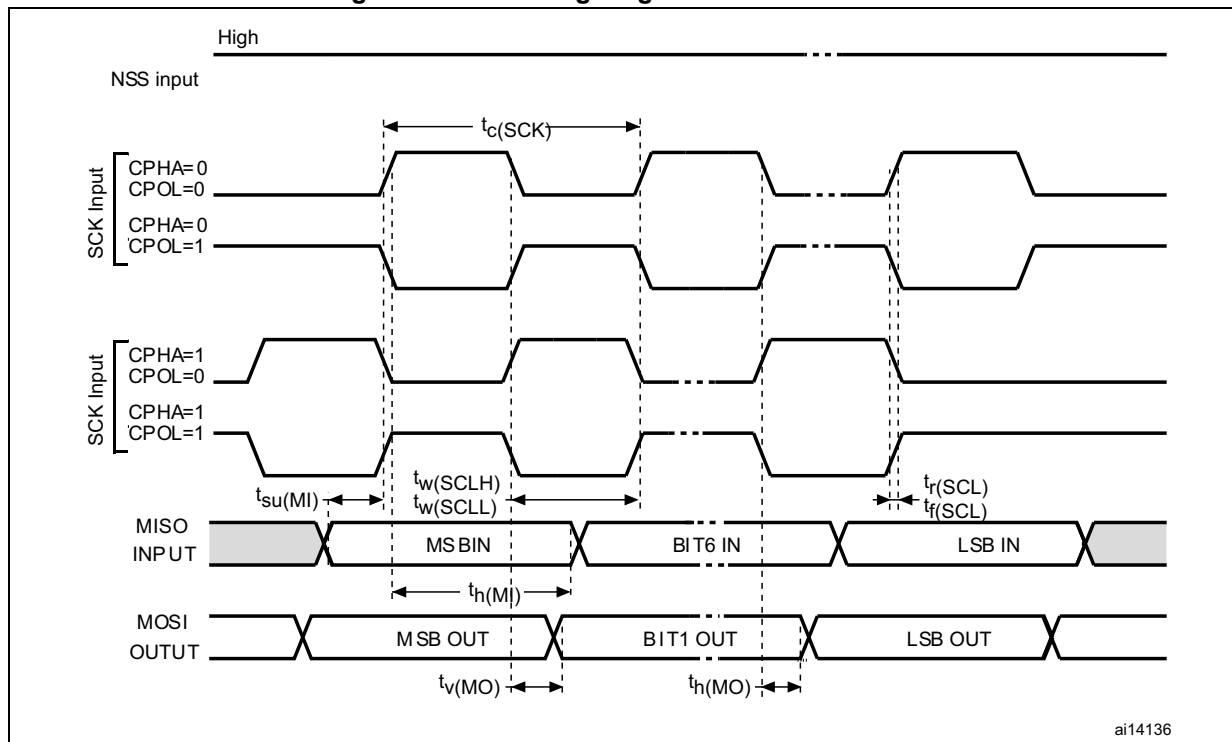 High
NSS input
tc(SCK)
SCK Input
CPHA=0
CPOL=0
CPHA=0
CPOL=1
SCK Input
CPHA=1
CPOL=0
CPHA=1
CPOL=1
tsu(MI)
tw(SCLH)
tw(SCLL)
tr(SCL)
tf(SCL)
MISO
INPUT
MSBIN
BIT6 IN
LSB IN
th(MI)
MOSI
OUTUT
MSB OUT
BIT1 OUT
LSB OUT
tv(MO)
th(MO)
ai14136